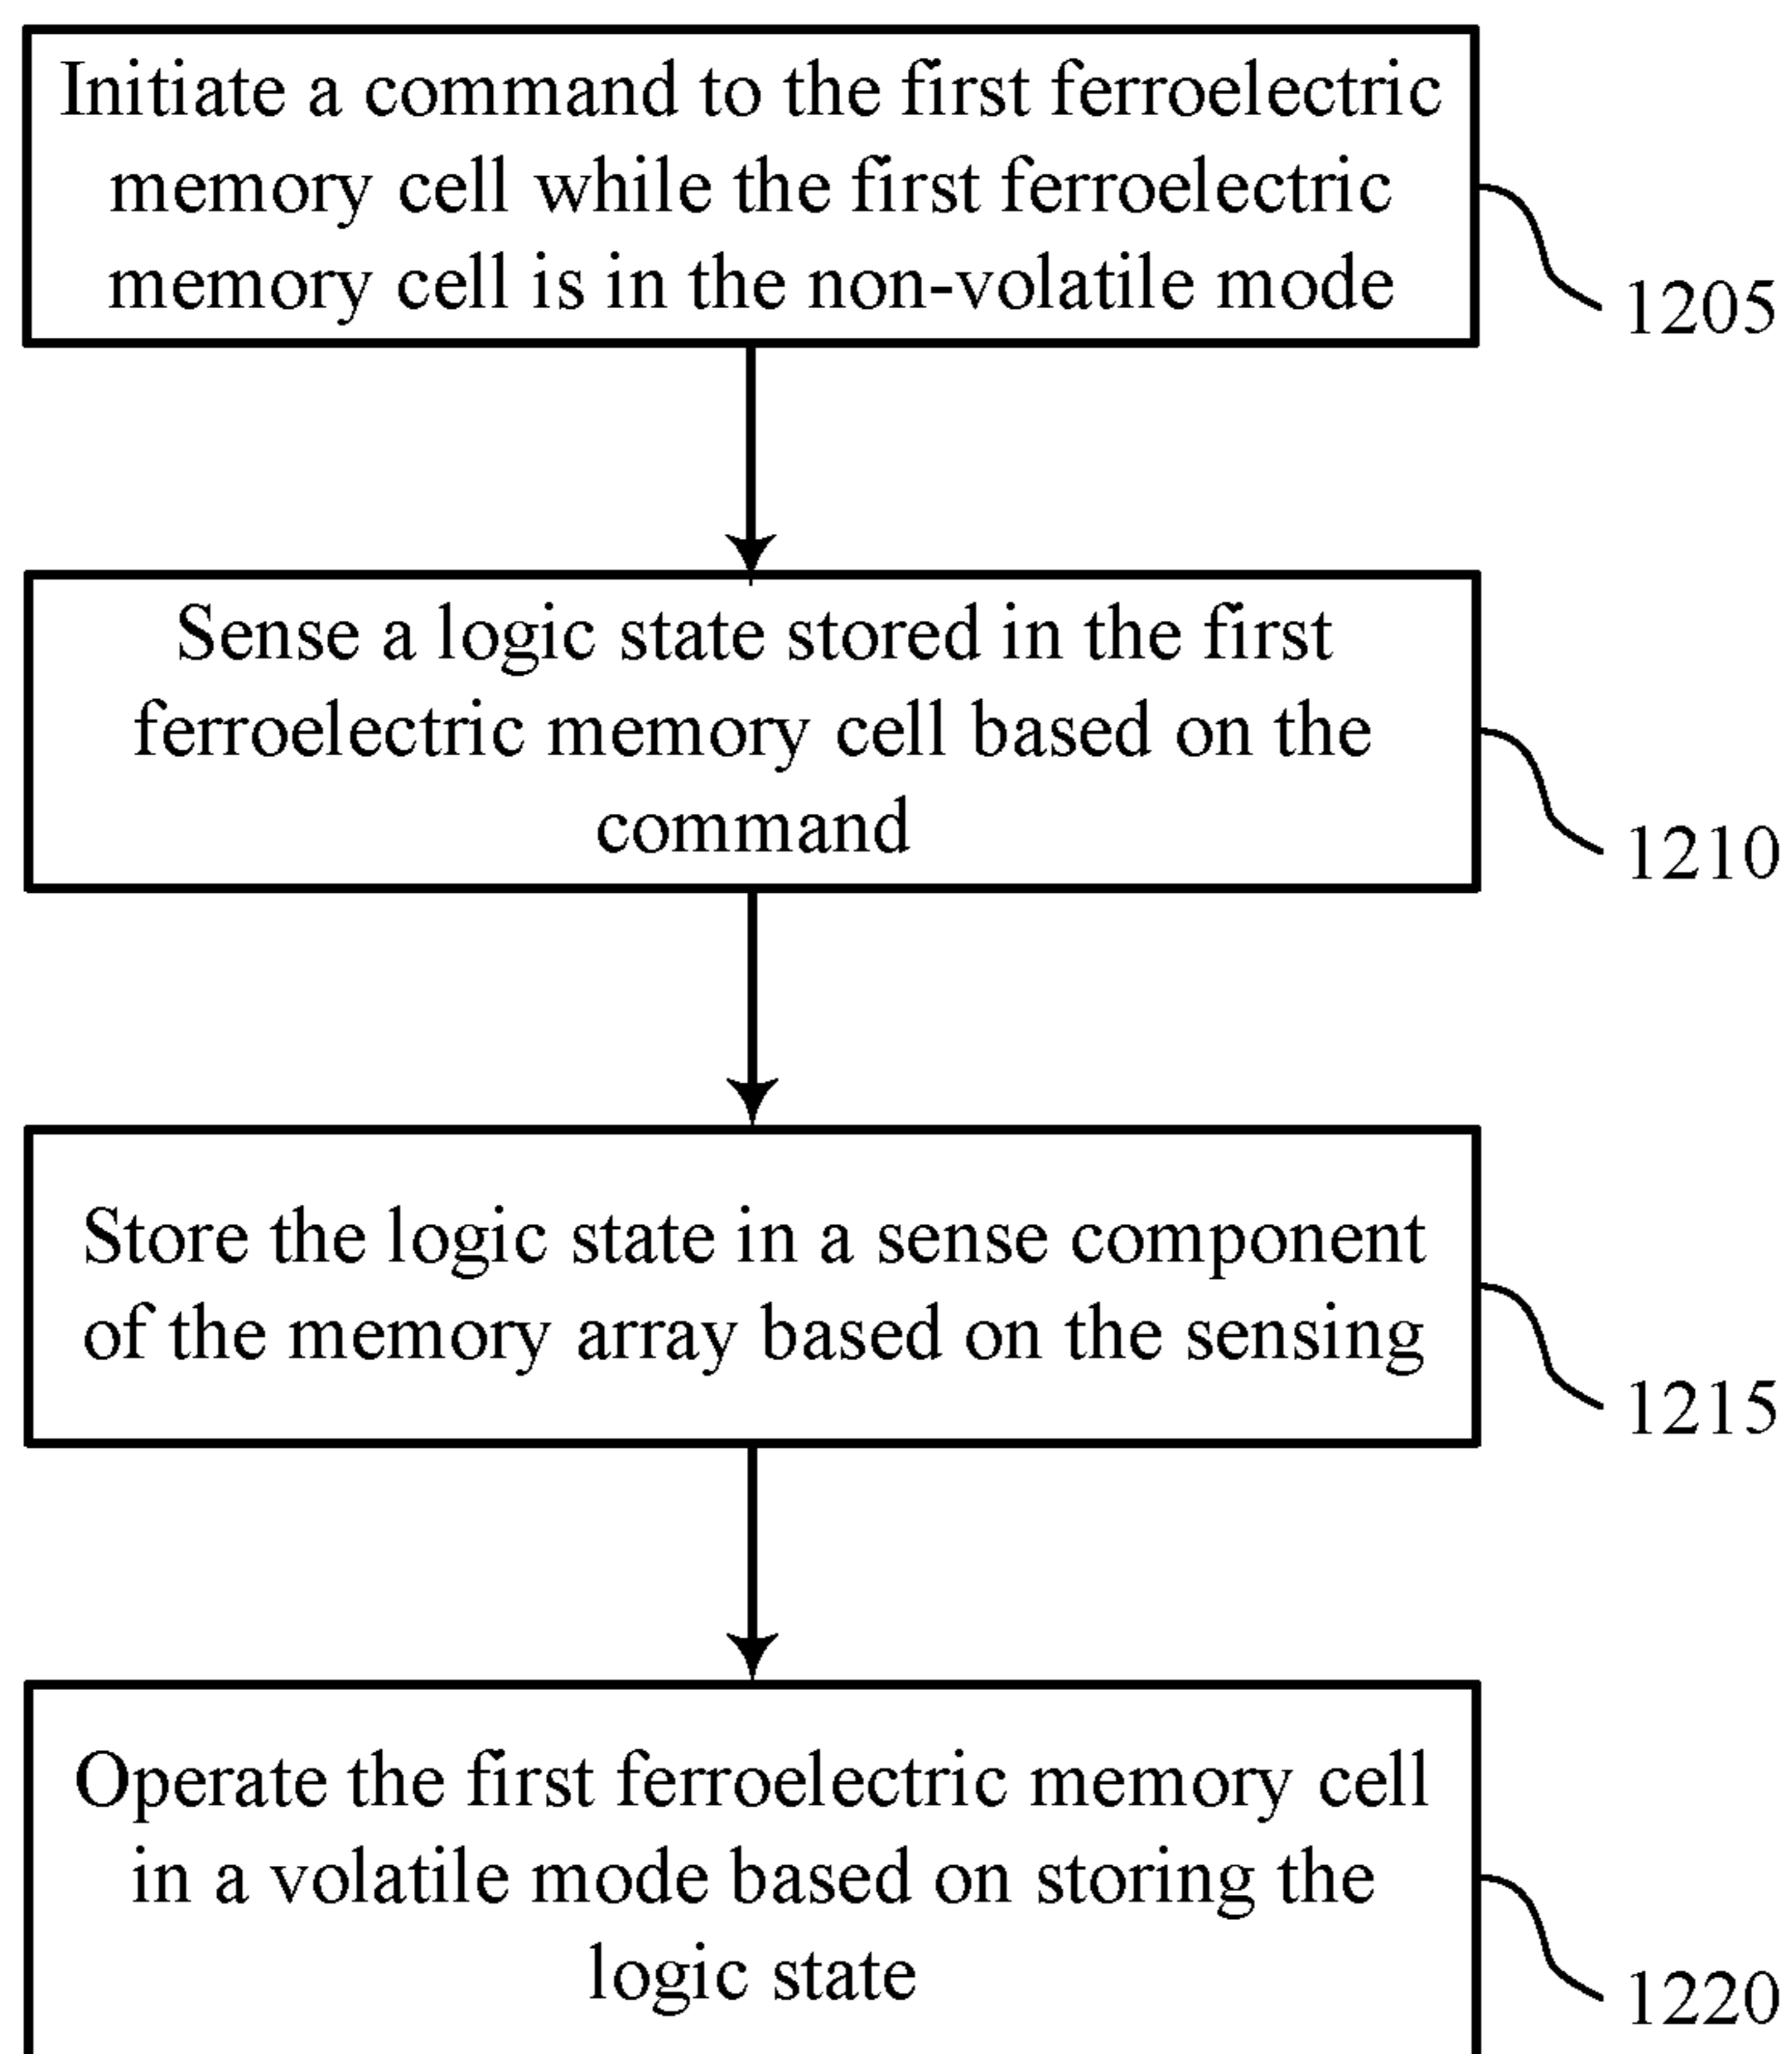 Initiate a command to the first ferroelectric
memory cell while the first ferroelectric
memory cell is in the non-volatile mode
1205
Sense a logic state stored in the first
ferroelectric memory cell based on the
command
1210
Store the logic state in a sense component
of the memory array based on the sensing
1215
Operate the first ferroelectric memory cell
in a volatile mode based on storing the
logic state
1220